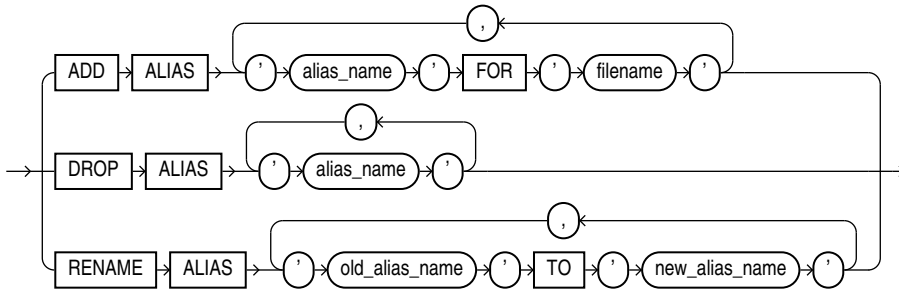 ,
ADD ALIAS ' alias_name ' FOR ' filename '
,
DROP ALIAS ' alias_name '
,
RENAME ALIAS ' old_alias_name ' TO ' new_alias_name '